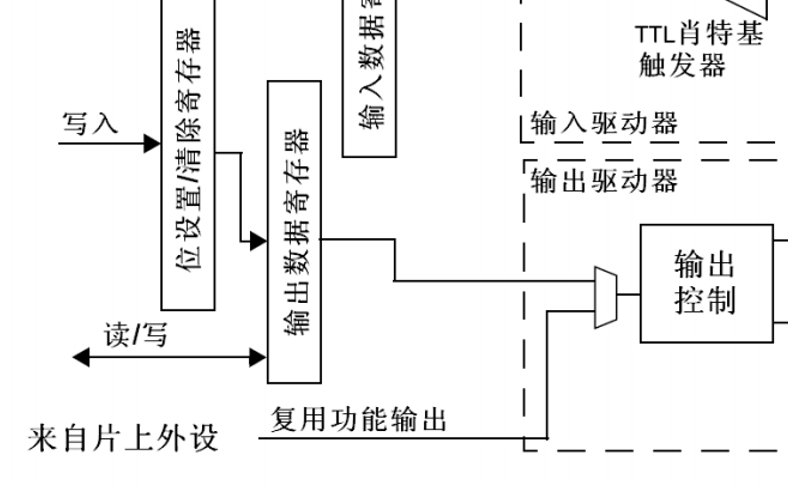 TTL肖特基
触发器
输入数据寄
写入
位设置/清除寄存器
输出数据寄存器
输入驱动器
输出驱动器
输出
控制
读/写
复用功能输出
来自片上外设